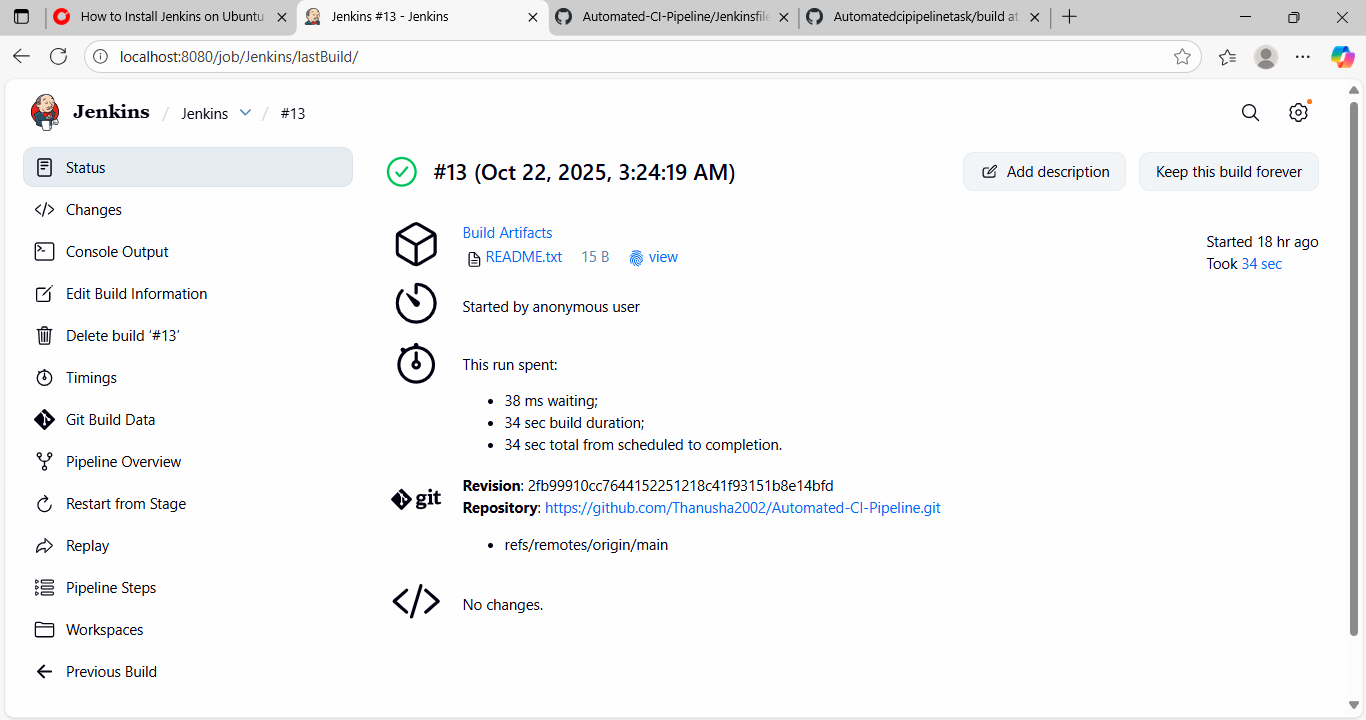 How to Install Jenkins on Ubuntu
Jenkins #13 - Jenkins
Automated-CI-Pipeline/Jenkinsfile
Automatedcipipelinetask/build at
localhost:8080/job/Jenkins/lastBuild/
Jenkins / Jenkins / #13
Status
Changes
Console Output
Edit Build Information
Delete build ‘#13’
Timings
Git Build Data
Pipeline Overview
Restart from Stage
Replay
Pipeline Steps
Workspaces
Previous Build
#13 (Oct 22, 2025, 3:24:19 AM)
Add description
Keep this build forever
Build Artifacts
README.txt 15 B view
Started 18 hr ago
Took 34 sec
Started by anonymous user
This run spent:
• 38 ms waiting;
• 34 sec build duration;
• 34 sec total from scheduled to completion.
git
Revision: 2fb99910cc7644152251218c41f93151b8e14bfd
Repository: https://github.com/Thanusha2002/Automated-CI-Pipeline.git
• refs/remotes/origin/main
No changes.